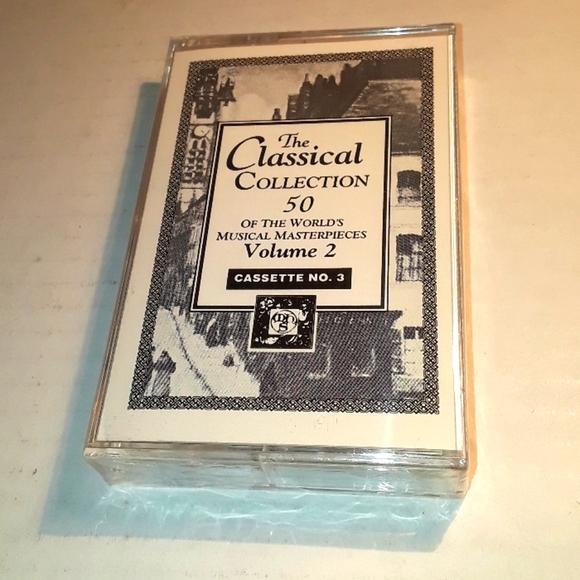 The
Classical
COLLECTION
50
OF THE WORLD'S
MUSICAL MASTERPIECES
Volume 2
CASSETTE NO. 3